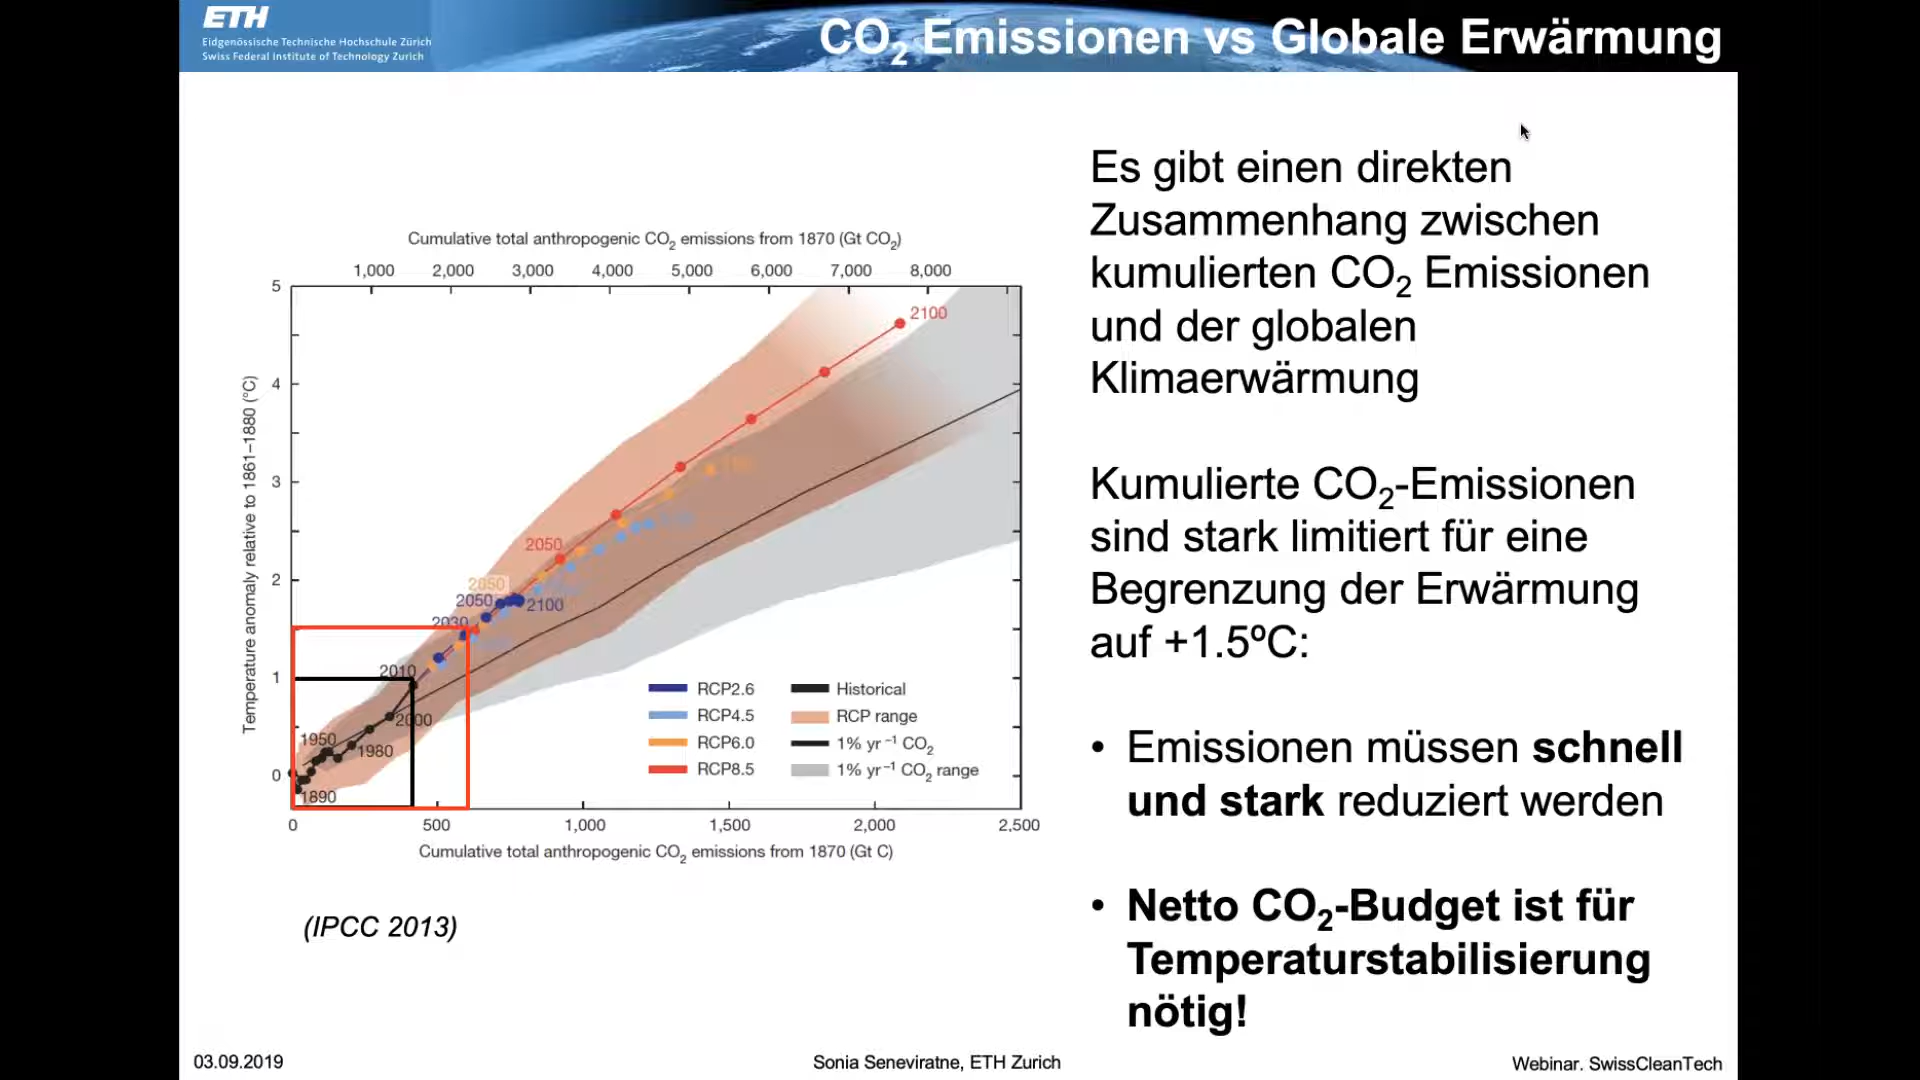 ETH
Eidgenössische Technische Hochschule Zürich
Swiss Federal Institute of Technology Zurich
CO₂ Emissionen vs Globale Erwärmung
Es gibt einen direkten
Zusammenhang zwischen
kumulierten CO₂ Emissionen
und der globalen
Klimaerwärmung
Kumulierte CO₂-Emissionen
sind stark limitiert für eine
Begrenzung der Erwärmung
auf +1.5ºC:
• Emissionen müssen schnell
und stark reduziert werden
• Netto CO₂-Budget ist für
Temperaturstabilisierung
nötig!
Cumulative total anthropogenic CO₂ emissions from 1870 (Gt CO₂)
1,000 2,000 3,000 4,000 5,000 6,000 7,000 8,000
Temperature anomaly relative to 1861–1880 (°C)
5
4
3
2
1
0
2100
2050
2050
2050
2100
2030
2010
2000
1950
1980
1890
RCP2.6
RCP4.5
RCP6.0
RCP8.5
Historical
RCP range
1% yr⁻¹ CO₂
1% yr⁻¹ CO₂ range
0 500 1,000 1,500 2,000 2,500
Cumulative total anthropogenic CO₂ emissions from 1870 (Gt C)
(IPCC 2013)
03.09.2019
Sonia Seneviratne, ETH Zurich
Webinar. SwissCleanTech